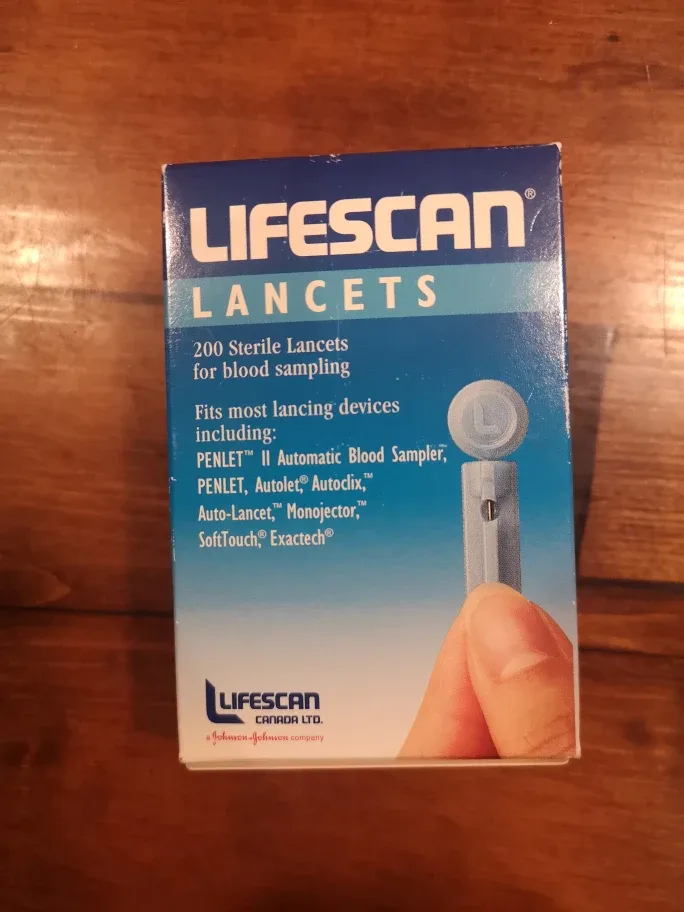 LIFESCAN®
LANCETS
200 Sterile Lancets
for blood sampling
Fits most lancing devices
including:
PENLET™ II Automatic Blood Sampler,™
PENLET, Autolet,® Autoclix,™
Auto-Lancet,™ Monojector,™
SoftTouch,® Exactech®
L
LIFESCAN
CANADA LTD.
a Johnson & Johnson company